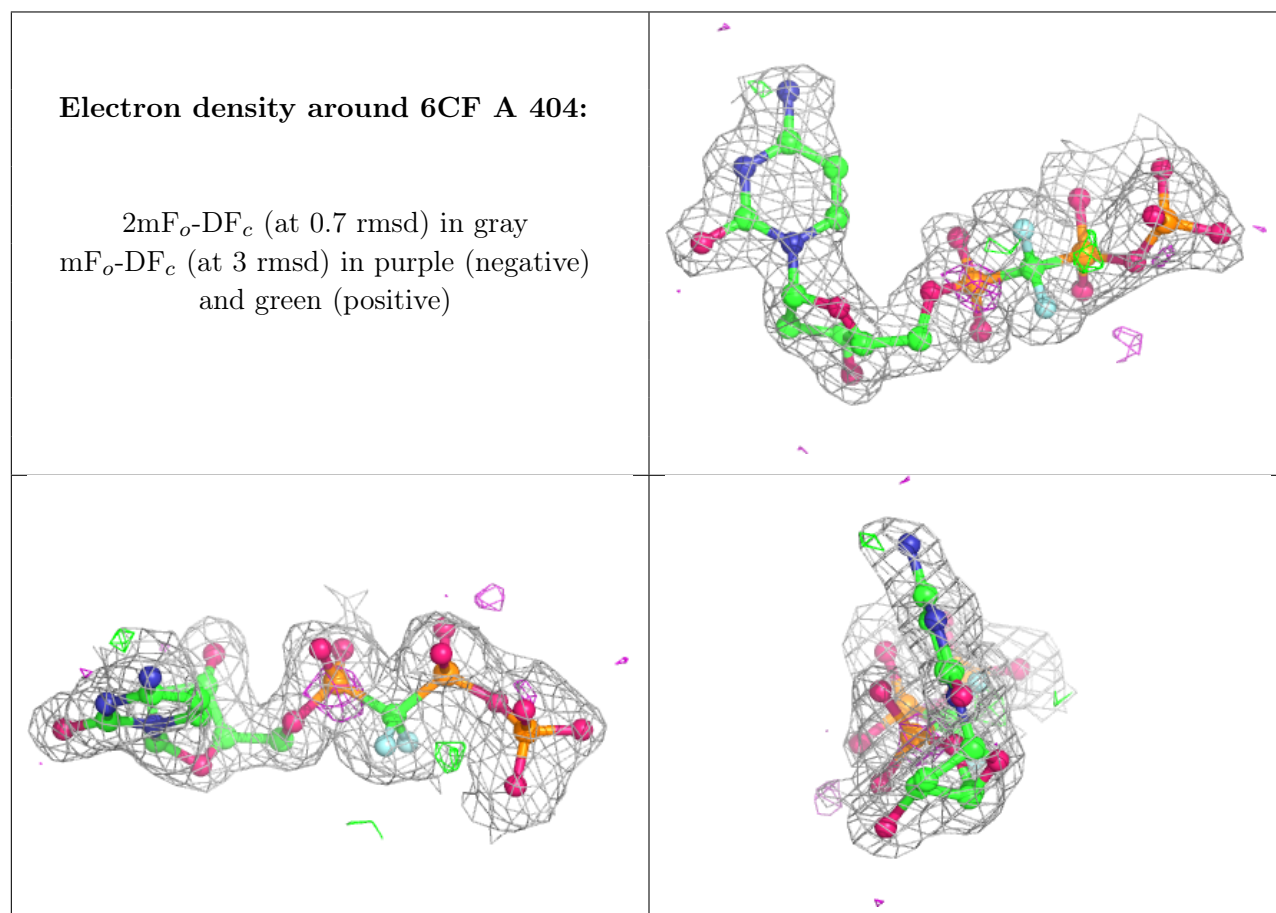 Electron density around 6CF A 404:
2mFo-DFc (at 0.7 rmsd) in gray
mFo-DFc (at 3 rmsd) in purple (negative)
and green (positive)